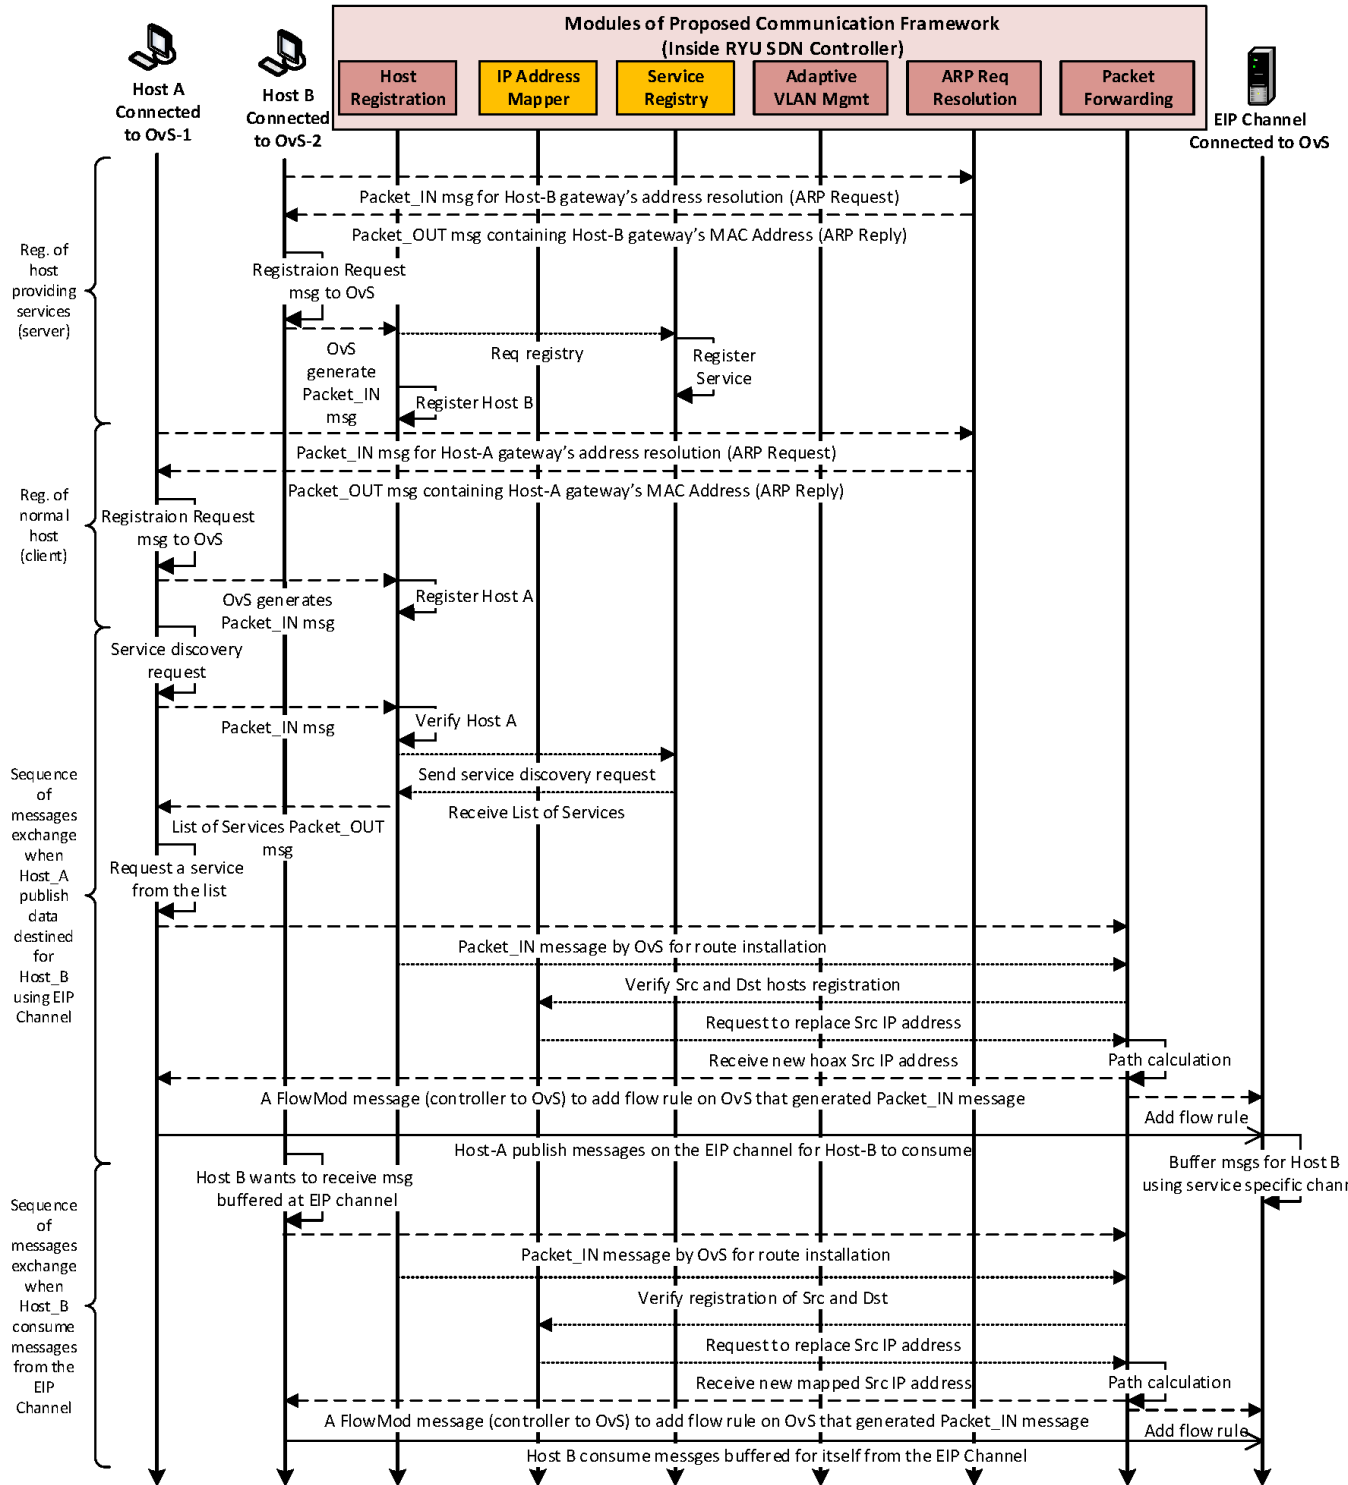 Modules of Proposed Communication Framework
(Inside RYU SDN Controller)
Host
Registration
IP Address
Mapper
Service
Registry
Adaptive
VLAN Mgmt
ARP Req
Resolution
Packet
Forwarding
Host A
Connected
to OvS-1
Host B
Connected
to OvS-2
EIP Channel
Connected to OvS
Reg. of
host
providing
services
(server)
Packet_IN msg for Host-B gateway's address resolution (ARP Request)
Packet_OUT msg containing Host-B gateway's MAC Address (ARP Reply)
Registraion Request
msg to OvS
OvS
generate
Packet_IN
msg
Req registry
Register
Service
Register Host B
Reg. of
normal
host
(client)
Packet_IN msg for Host-A gateway's address resolution (ARP Request)
Packet_OUT msg containing Host-A gateway's MAC Address (ARP Reply)
Registraion Request
msg to OvS
OvS generates
Packet_IN msg
Register Host A
Sequence
of
messages
exchange
when
Host_A
publish
data
destined
for
Host_B
using EIP
Channel
Service discovery
request
Packet_IN msg
Verify Host A
Send service discovery request
Receive List of Services
List of Services Packet_OUT
msg
Request a service
from the list
Packet_IN message by OvS for route installation
Verify Src and Dst hosts registration
Request to replace Src IP address
Receive new hoax Src IP address
Path calculation
A FlowMod message (controller to OvS) to add flow rule on OvS that generated Packet_IN message
Add flow rule
Host-A publish messages on the EIP channel for Host-B to consume
Buffer msgs for Host B
using service specific chann
Sequence
of
messages
exchange
when
Host_B
consume
messages
from the
EIP
Channel
Host B wants to receive msg
buffered at EIP channel
Packet_IN message by OvS for route installation
Verify registration of Src and Dst
Request to replace Src IP address
Receive new mapped Src IP address
Path calculation
A FlowMod message (controller to OvS) to add flow rule on OvS that generated Packet_IN message
Add flow rule
Host B consume messges buffered for itself from the EIP Channel